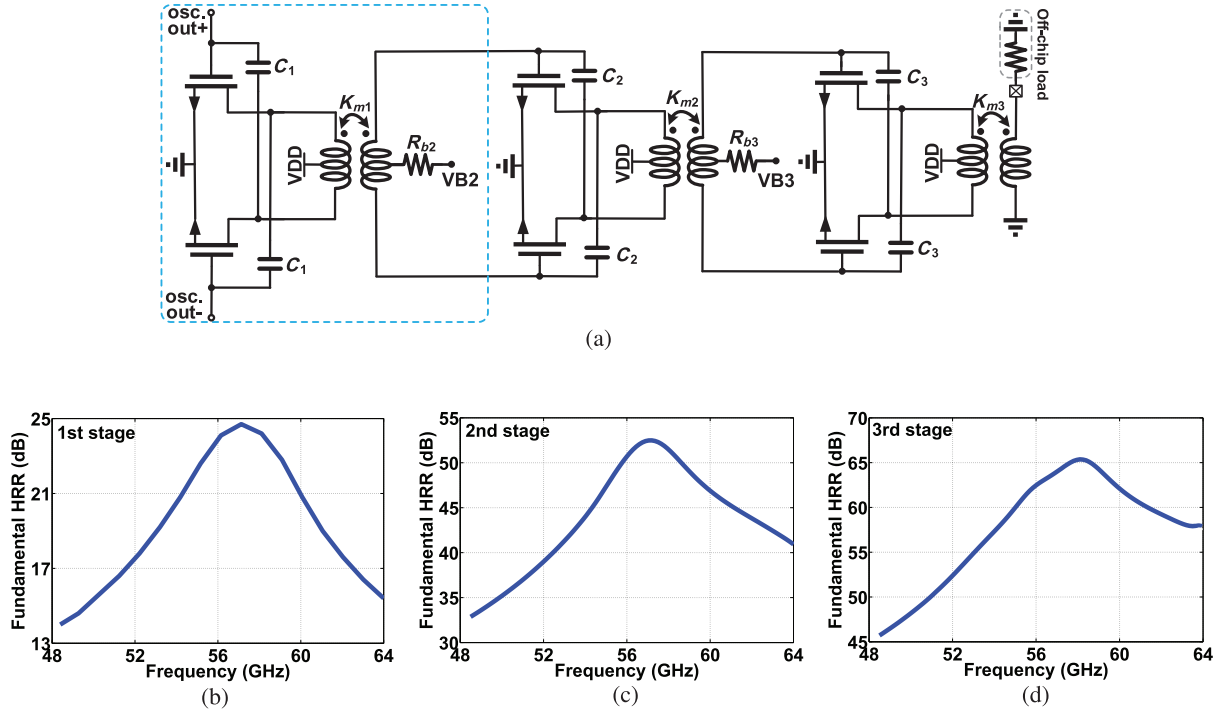 osc.
out+
C1
C1
Km1
VDD
Rb2
VB2
osc.
out-
C2
C2
Km2
VDD
Rb3
VB3
C3
C3
Km3
VDD
Off-chip load
(a)
1st stage
Fundamental HRR (dB)
25
21
17
13
48 52 56 60 64
Frequency (GHz)
(b)
2nd stage
Fundamental HRR (dB)
55
50
45
40
35
30
48 52 56 60 64
Frequency (GHz)
(c)
3rd stage
Fundamental HRR (dB)
70
65
60
55
50
45
48 52 56 60 64
Frequency (GHz)
(d)